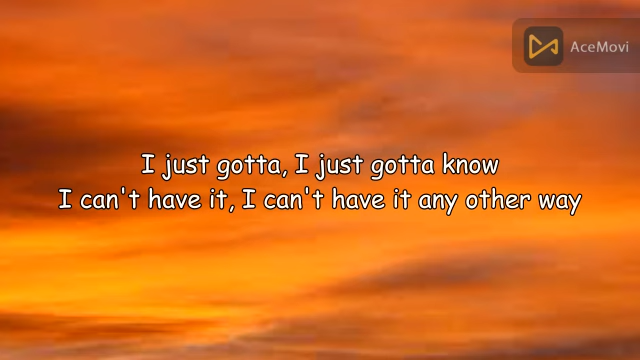 AceMovi
I just gotta, I just gotta know
I can't have it, I can't have it any other way